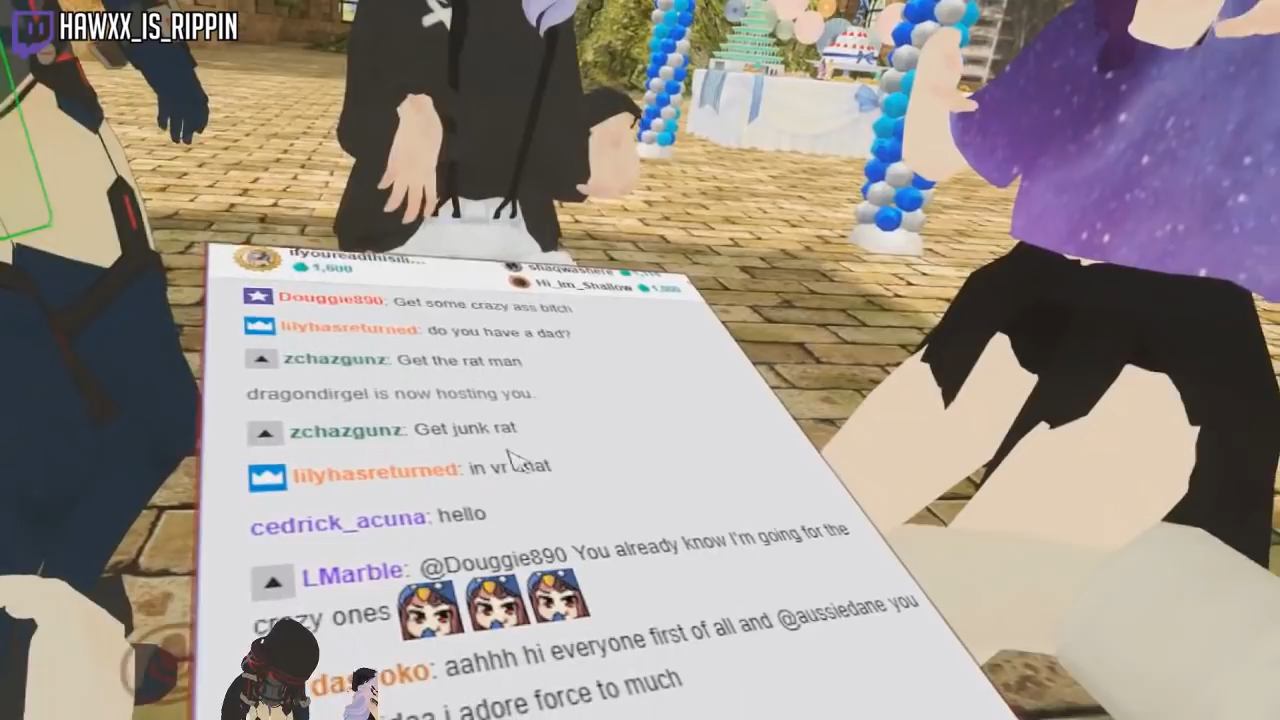 HAWXX_IS_RIPPIN
ifyoureadthisili...
1,600
shaqwashere
Hi_Im_Shallow 1,000
Douggie890: Get some crazy ass bitch
lilyhasreturned: do you have a dad?
zchazgunz: Get the rat man
dragondirgel is now hosting you.
zchazgunz: Get junk rat
lilyhasreturned: in vr
cedrick_acuna: hello
LMarble: @Douggie890 You already know I'm going for the
crazy ones
aahhh hi everyone first of all and @aussiedane you
i adore force to much